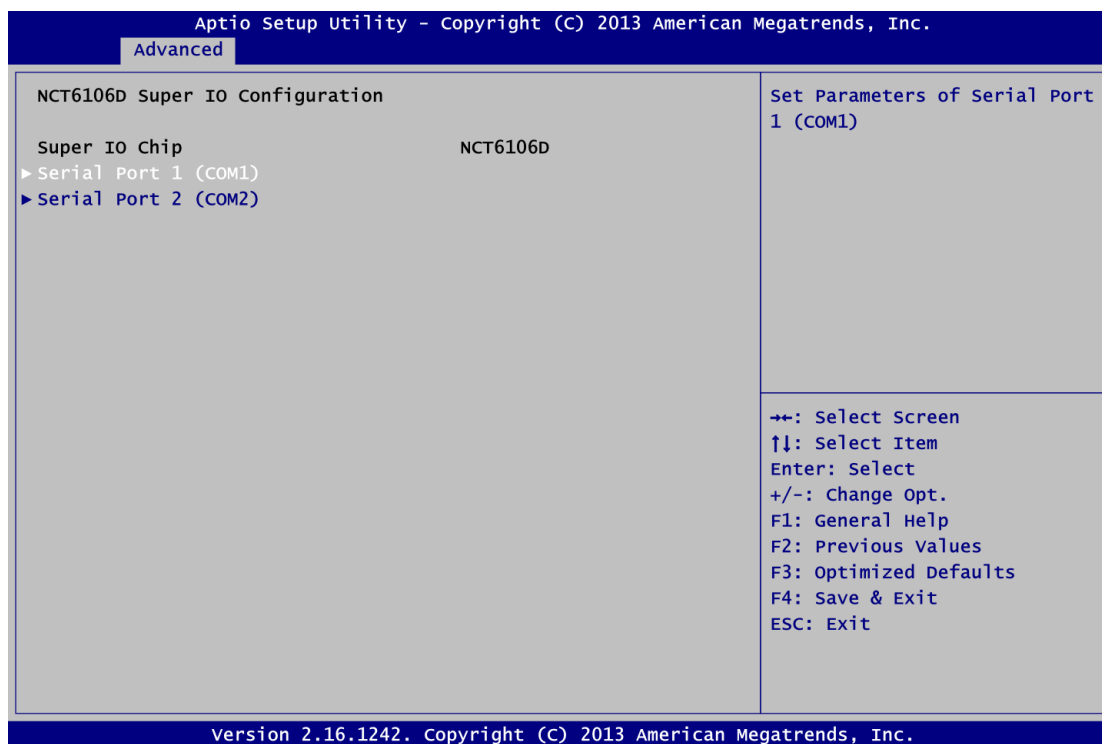 Aptio Setup Utility - Copyright (C) 2013 American Megatrends, Inc.
Advanced
NCT6106D Super IO Configuration
Super IO Chip NCT6106D
▶ Serial Port 1 (COM1)
▶ Serial Port 2 (COM2)
Set Parameters of Serial Port
1 (COM1)
→←: Select Screen
↑↓: Select Item
Enter: Select
+/-: Change Opt.
F1: General Help
F2: Previous Values
F3: Optimized Defaults
F4: Save & Exit
ESC: Exit
Version 2.16.1242. Copyright (C) 2013 American Megatrends, Inc.